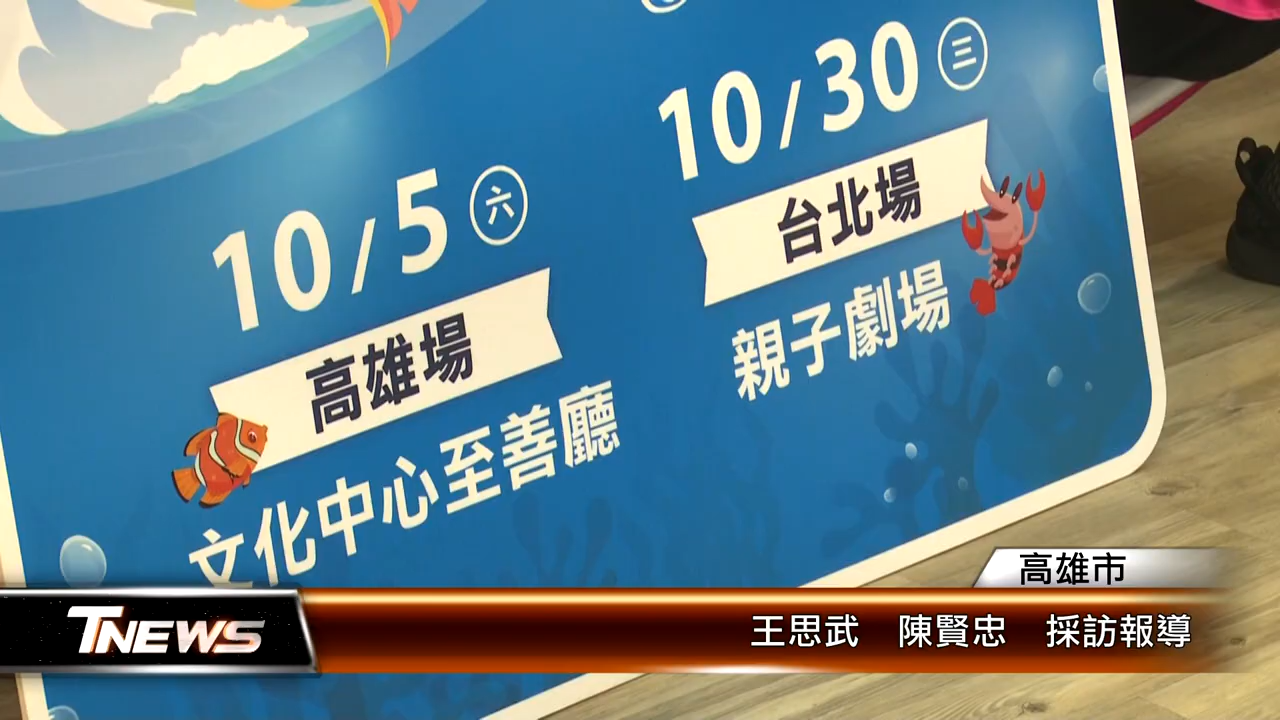 10/5 六
高雄場
文化中心至善廳
10/30 三
台北場
親子劇場
高雄市
TNEWS
王思武 陳賢忠 採訪報導